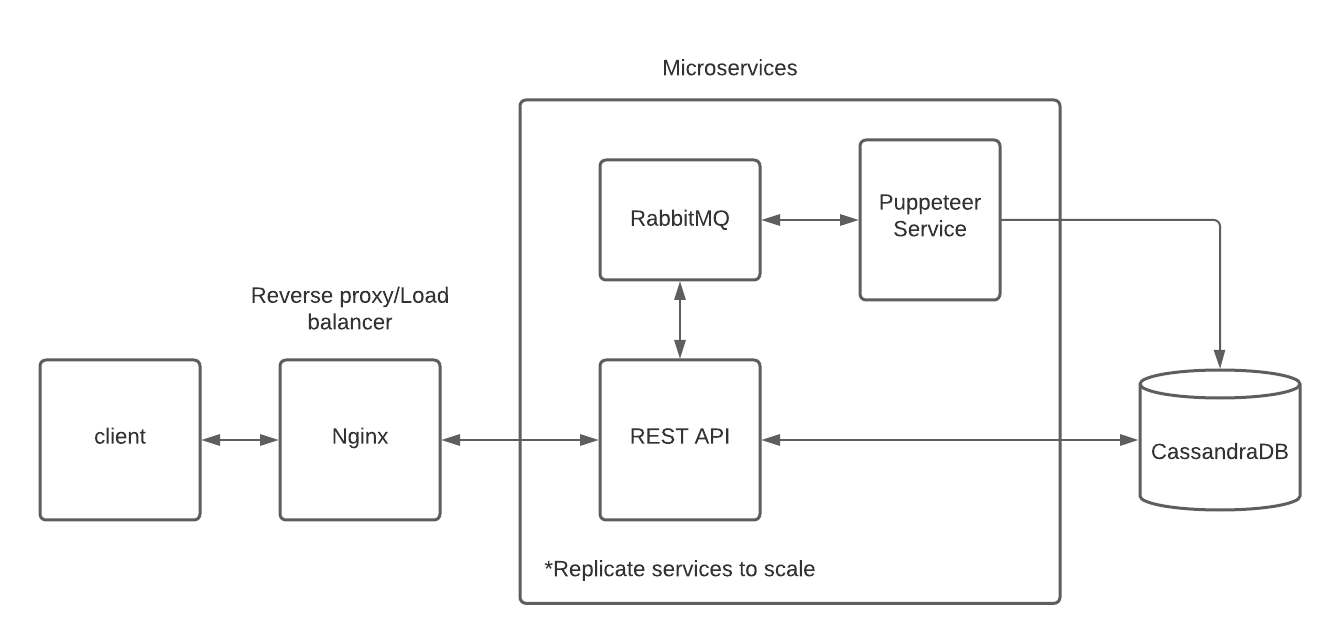 Microservices
RabbitMQ
Puppeteer
Service
Reverse proxy/Load
balancer
client
Nginx
REST API
CassandraDB
*Replicate services to scale